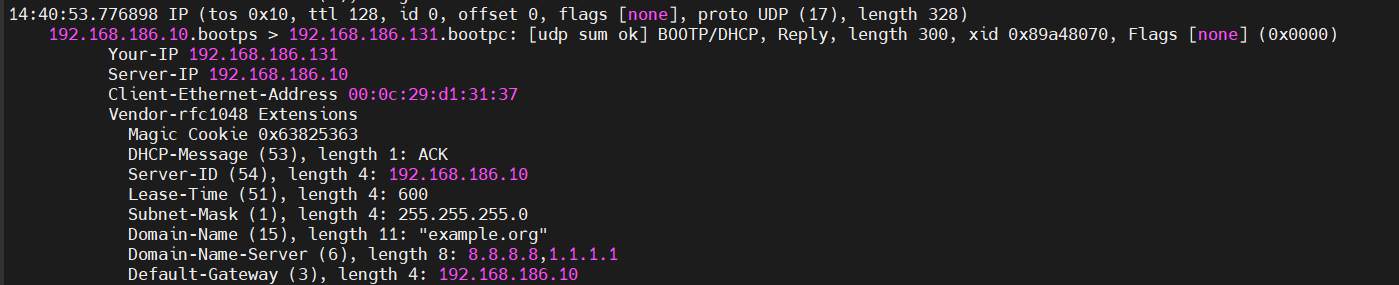 14:40:53.776898 IP (tos 0x10, ttl 128, id 0, offset 0, flags [none], proto UDP (17), length 328)
192.168.186.10.bootps > 192.168.186.131.bootpc: [udp sum ok] BOOTP/DHCP, Reply, length 300, xid 0x89a48070, Flags [none] (0x0000)
Your-IP 192.168.186.131
Server-IP 192.168.186.10
Client-Ethernet-Address 00:0c:29:d1:31:37
Vendor-rfc1048 Extensions
Magic Cookie 0x63825363
DHCP-Message (53), length 1: ACK
Server-ID (54), length 4: 192.168.186.10
Lease-Time (51), length 4: 600
Subnet-Mask (1), length 4: 255.255.255.0
Domain-Name (15), length 11: "example.org"
Domain-Name-Server (6), length 8: 8.8.8.8,1.1.1.1
Default-Gateway (3), length 4: 192.168.186.10